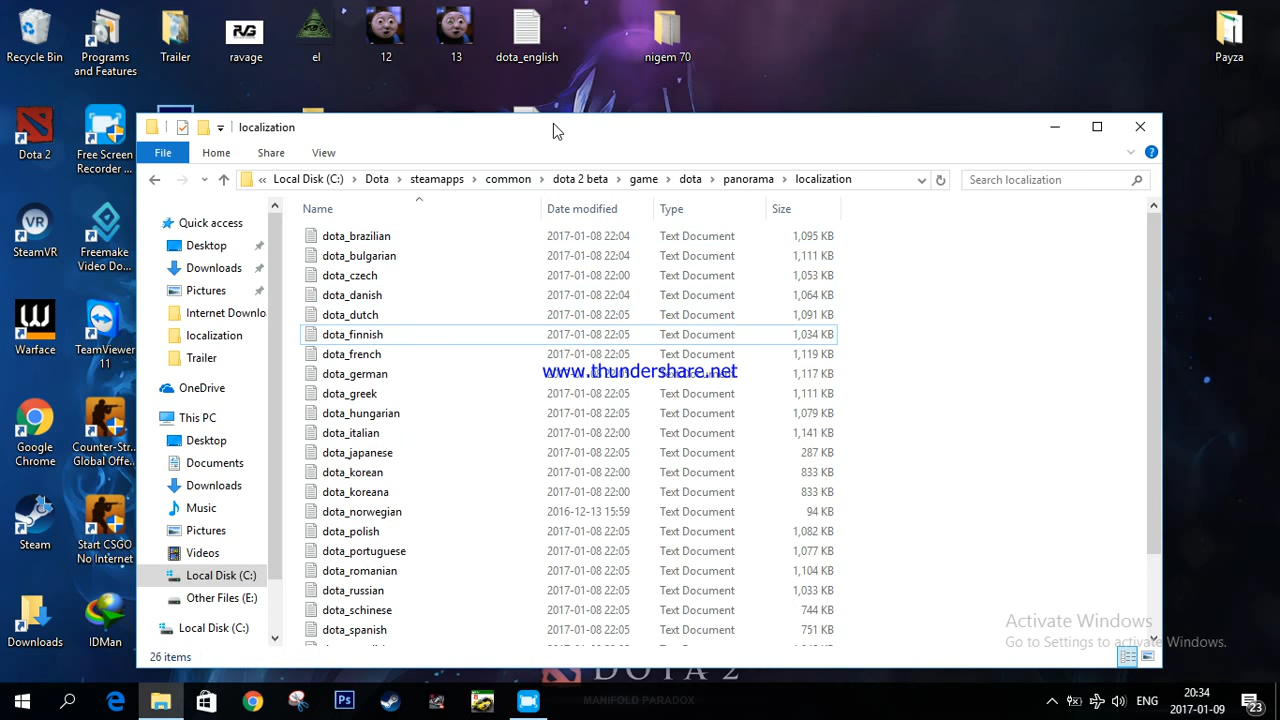 Recycle Bin
Programs and Features
Trailer
RVG
ravage
el
12
13
dota_english
nigem 70
Payza
Dota 2
Free Screen Recorder ...
SteamVR
Freemake Video Do...
Warface
TeamViewer 11
Google Chrome
Counter-Str... Global Offe...
Steam
Start CSGO No Internet
Downloads
IDMan
localization
File Home Share View
« Local Disk (C:) > Dota > steamapps > common > dota 2 beta > game > dota > panorama > localization
Search localization
Name Date modified Type Size
Quick access
Desktop
Downloads
Pictures
Internet Downlo
localization
Trailer
OneDrive
This PC
Desktop
Documents
Downloads
Music
Pictures
Videos
Local Disk (C:)
Other Files (E:)
Local Disk (C:)
dota_brazilian 2017-01-08 22:04 Text Document 1,095 KB
dota_bulgarian 2017-01-08 22:04 Text Document 1,111 KB
dota_czech 2017-01-08 22:00 Text Document 1,053 KB
dota_danish 2017-01-08 22:04 Text Document 1,064 KB
dota_dutch 2017-01-08 22:05 Text Document 1,091 KB
dota_finnish 2017-01-08 22:05 Text Document 1,034 KB
dota_french 2017-01-08 22:05 Text Document 1,119 KB
www.thundershare.net
dota_german 1,117 KB
dota_greek 2017-01-08 22:05 Text Document 1,111 KB
dota_hungarian 2017-01-08 22:05 Text Document 1,079 KB
dota_italian 2017-01-08 22:00 Text Document 1,141 KB
dota_japanese 2017-01-08 22:05 Text Document 287 KB
dota_korean 2017-01-08 22:00 Text Document 833 KB
dota_koreana 2017-01-08 22:00 Text Document 833 KB
dota_norwegian 2016-12-13 15:59 Text Document 94 KB
dota_polish 2017-01-08 22:05 Text Document 1,082 KB
dota_portuguese 2017-01-08 22:05 Text Document 1,077 KB
dota_romanian 2017-01-08 22:05 Text Document 1,104 KB
dota_russian 2017-01-08 22:05 Text Document 1,033 KB
dota_schinese 2017-01-08 22:05 Text Document 744 KB
dota_spanish 2017-01-08 22:05 Text Document 751 KB
26 items
Activate Windows
Go to Settings to activate Windows.
DOTA 2
MANIFOLD PARADOX
Ps
ENG
20:34
2017-01-09
23